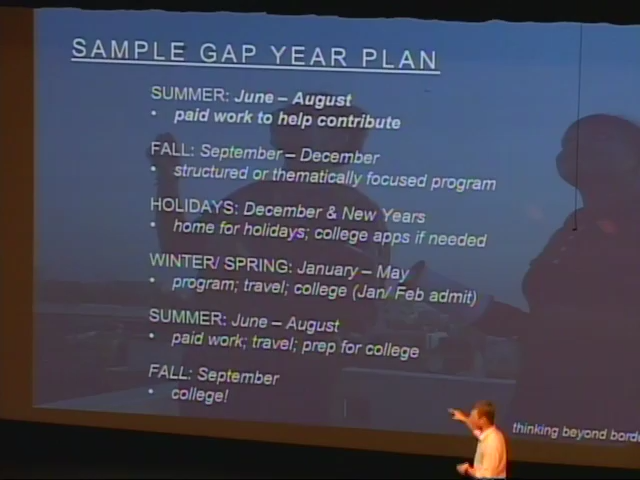 SAMPLE GAP YEAR PLAN
SUMMER: June – August
• paid work to help contribute
FALL: September – December
• structured or thematically focused program
HOLIDAYS: December & New Years
• home for holidays; college apps if needed
WINTER/ SPRING: January – May
• program; travel; college (Jan/ Feb admit)
SUMMER: June – August
• paid work; travel; prep for college
FALL: September
• college!
thinking beyond